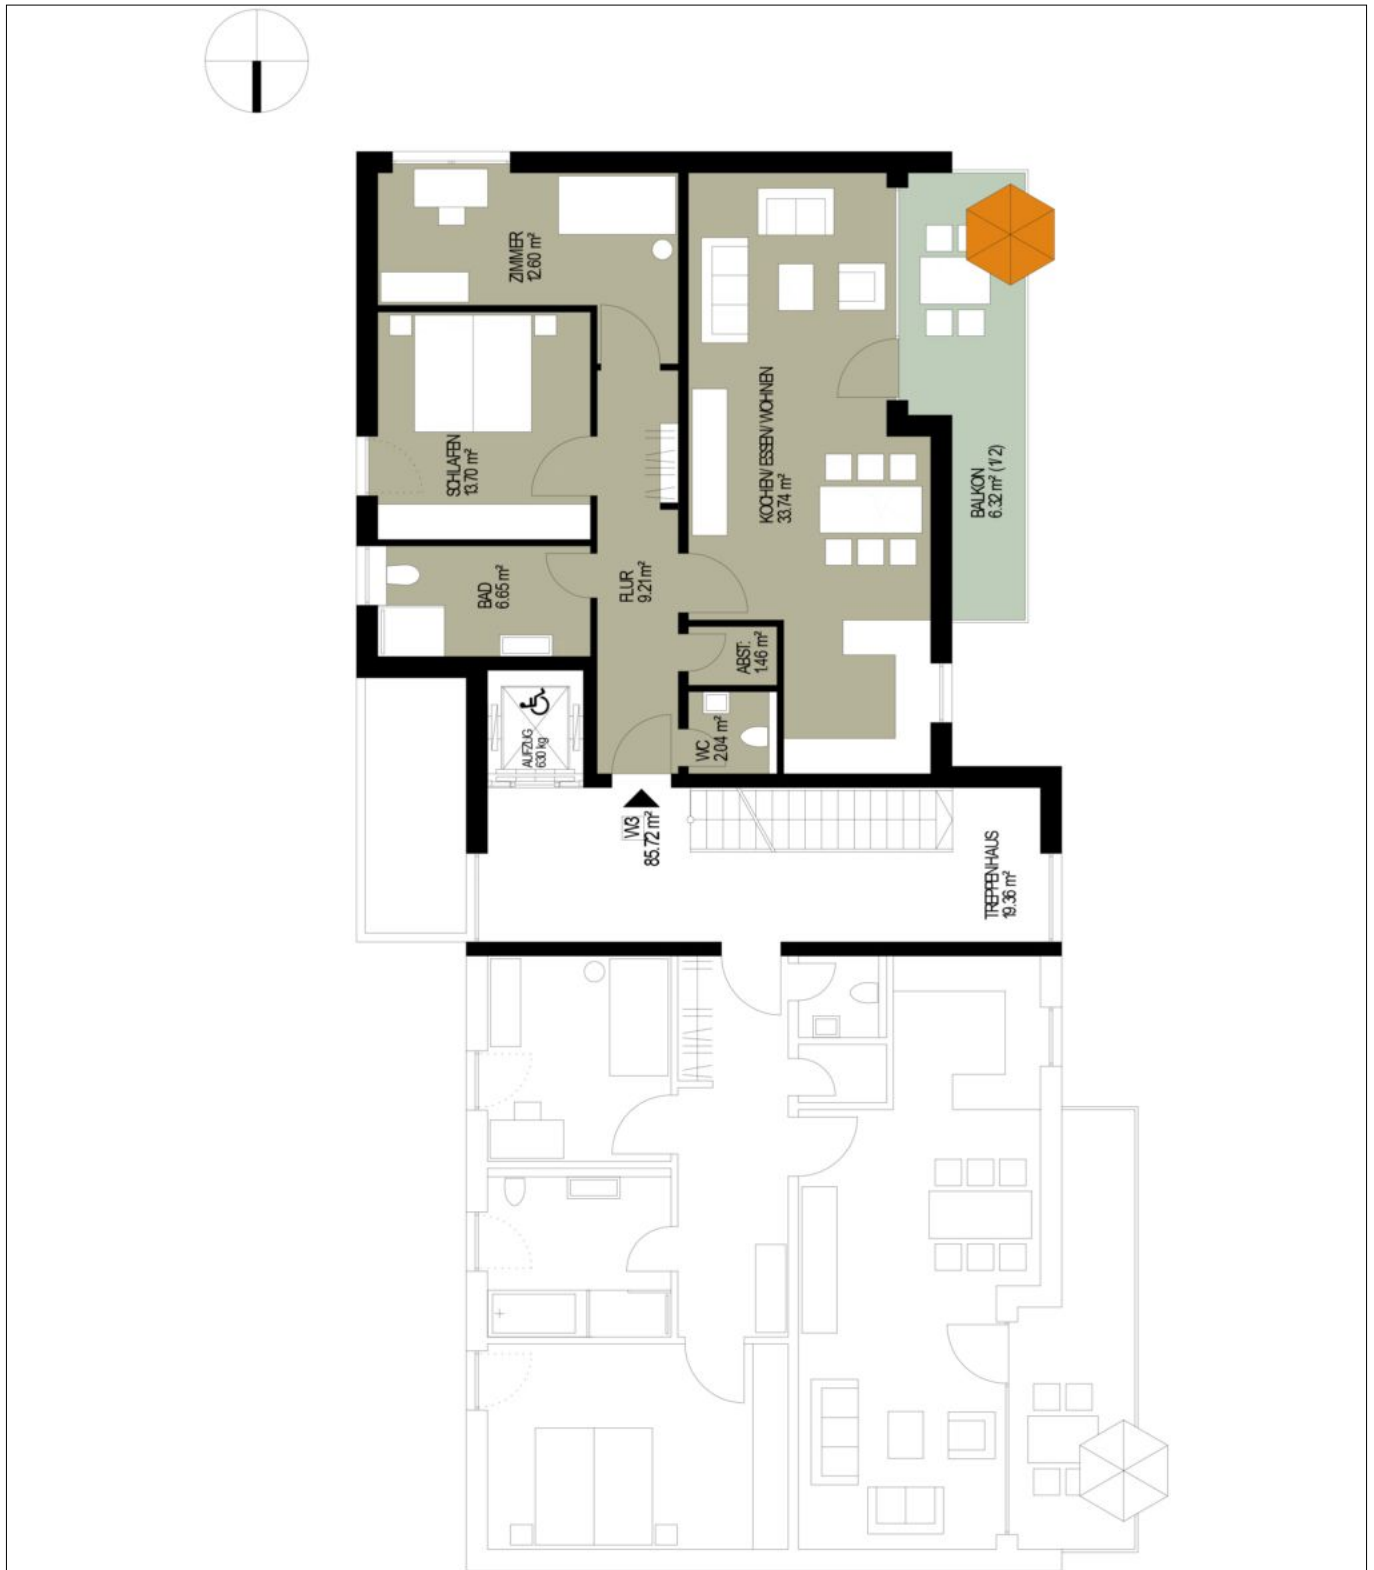 ZIMMER
12.60 m²
SCHLAFEN
13.70 m²
KOCHEN/ ESSEN/ WOHNEN
33.74 m²
BALKON
6.32 m² (1/2)
BAD
6.65 m²
FLUR
9.21 m²
ABST.
1.46 m²
WC
2.04 m²
AUFZUG
630 kg
W3
85.72 m²
TREPPENHAUS
19.36 m²